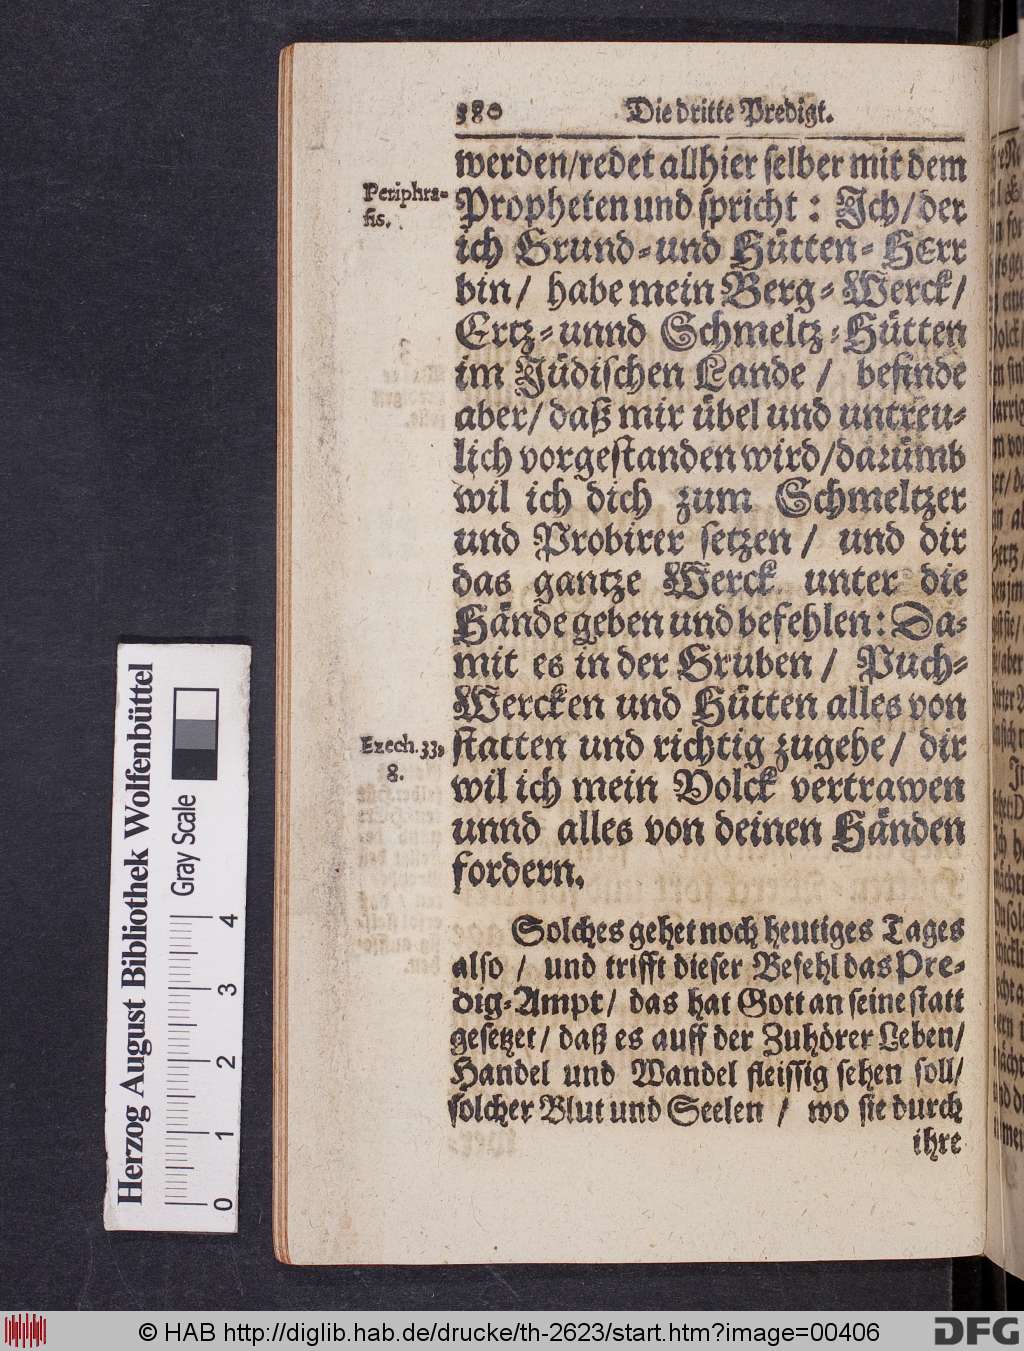 380 Die dritte Predigt.
werden/redet allhier selber mit dem
Periphra-
sis.
Propheten und spricht: Jch/der
ich Grund-und Hütten-HErr
bin/ habe mein Berg-Werck/
Ertz-unnd Schmeltz-Hütten
im Jüdischen Lande/ befinde
aber/daß mir übel und untreu-
lich vorgestanden wird/darümb
wil ich dich zum Schmeltzer
und Probirer setzen/ und dir
das gantze Werck unter die
Hände geben und befehlen: Da-
mit es in der Gruben/ Puch-
Wercken und Hütten alles von
Ezech.33,
8.
statten und richtig zugehe/ dir
wil ich mein Volck vertrawen
unnd alles von deinen Händen
fordern.
Solches gehet noch heutiges Tages
also/ und trifft dieser Befehl das Pre-
dig-Ampt/ das hat Gott an seine statt
gesetzet/ daß es auff der Zuhörer Leben/
Handel und Wandel fleissig sehen soll/
solcher Blut und Seelen/ wo sie durch
ihre
Herzog August Bibliothek Wolfenbüttel
Gray Scale
0 1 2 3 4
© HAB http://diglib.hab.de/drucke/th-2623/start.htm?image=00406
DFG